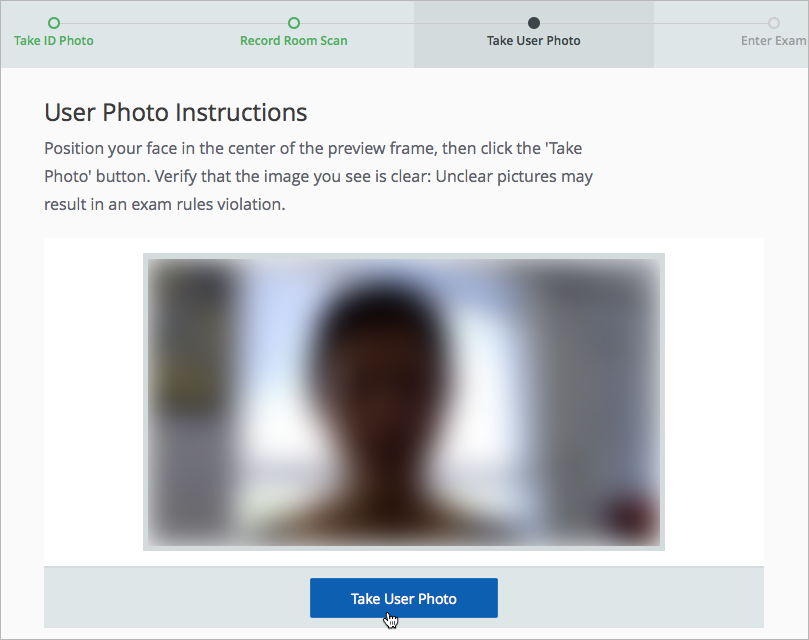 Take ID Photo
Record Room Scan
Take User Photo
Enter Exam
User Photo Instructions
Position your face in the center of the preview frame, then click the 'Take
Photo' button. Verify that the image you see is clear: Unclear pictures may
result in an exam rules violation.
Take User Photo